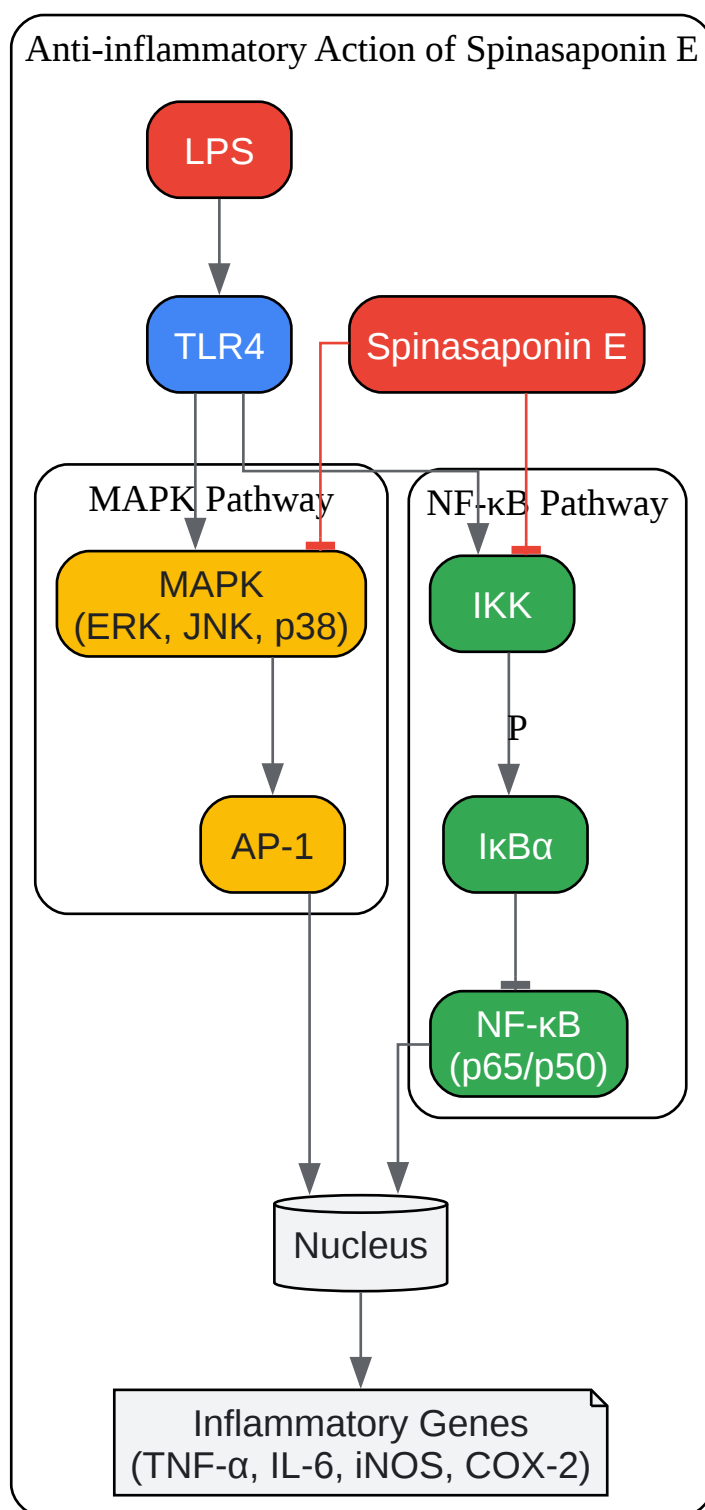 Anti-inflammatory Action of Spinasaponin E
LPS
TLR4
Spinasaponin E
MAPK Pathway
NF-κB Pathway
MAPK
(ERK, JNK, p38)
IKK
P
AP-1
IκBα
NF-κB
(p65/p50)
Nucleus
Inflammatory Genes
(TNF-α, IL-6, iNOS, COX-2)